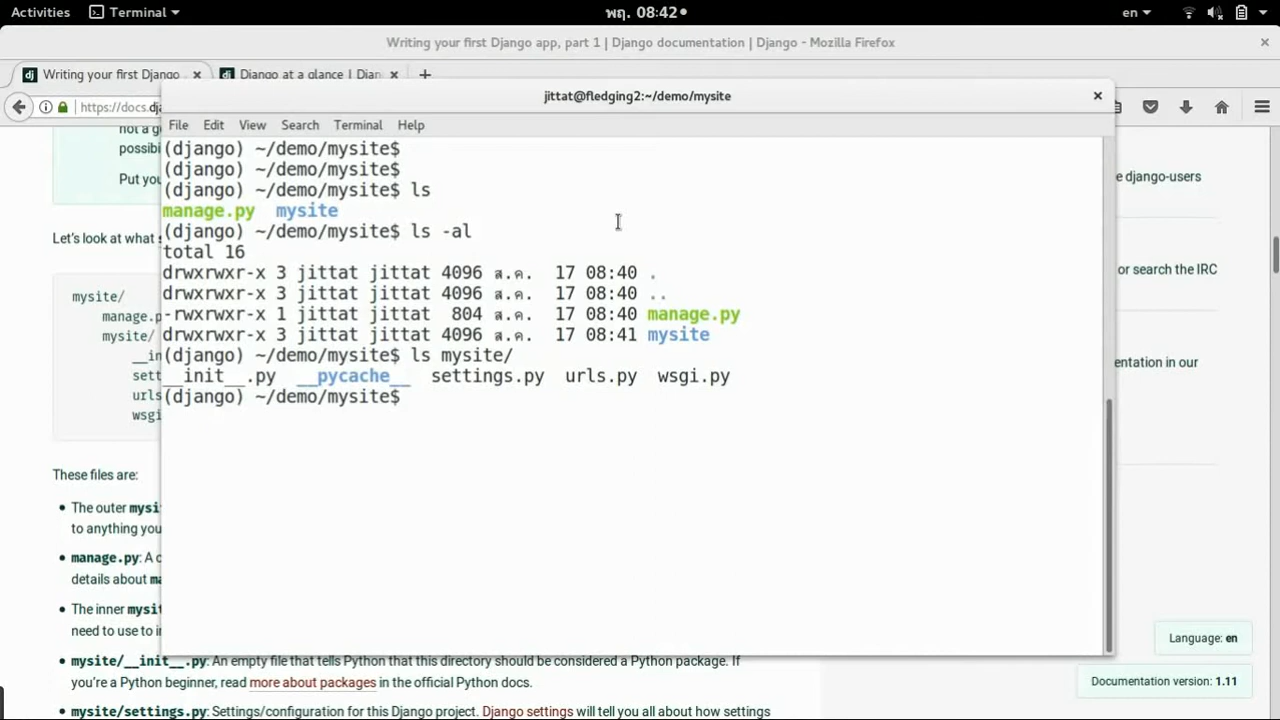 Activities Terminal พฤ. 08:42 en
Writing your first Django app, part 1 | Django documentation | Django - Mozilla Firefox
Writing your first Django Django at a glance | Djan
https://docs.dj
jittat@fledging2:~/demo/mysite
File Edit View Search Terminal Help
(django) ~/demo/mysite$
(django) ~/demo/mysite$
(django) ~/demo/mysite$ ls
manage.py mysite
(django) ~/demo/mysite$ ls -al
total 16
drwxrwxr-x 3 jittat jittat 4096 ส.ค. 17 08:40 .
drwxrwxr-x 3 jittat jittat 4096 ส.ค. 17 08:40 ..
-rwxrwxr-x 1 jittat jittat 804 ส.ค. 17 08:40 manage.py
drwxrwxr-x 3 jittat jittat 4096 ส.ค. 17 08:41 mysite
(django) ~/demo/mysite$ ls mysite/
__init__.py __pycache__ settings.py urls.py wsgi.py
(django) ~/demo/mysite$
not a g
possibi
Put you
Let's look at what s
mysite/
manage.p
mysite/
__in
sett
urls
wsgi
These files are:
The outer mysit
to anything you
manage.py: A c
details about ma
The inner mysit
need to use to i
mysite/__init__.py: An empty file that tells Python that this directory should be considered a Python package. If
you're a Python beginner, read more about packages in the official Python docs.
mysite/settings.py: Settings/configuration for this Django project. Django settings will tell you all about how settings
e django-users
or search the IRC
entation in our
Language: en
Documentation version: 1.11